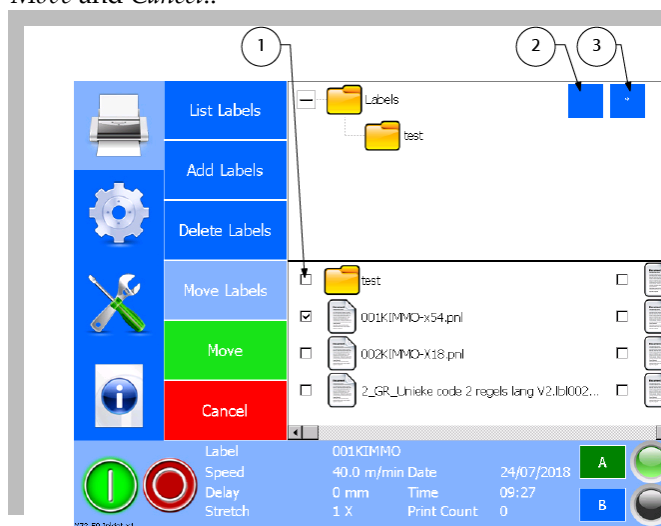 Move and Cancel..
1 2 3
List Labels
Add Labels
Delete Labels
Move Labels
Move
Cancel
Labels
test
test
001KIMMO-x54.pnl
002KIMMO-X18.pnl
2_GR_Unieke code 2 regels lang V2.lbl002...
Label 001KIMMO
Speed 40.0 m/min Date 24/07/2018
Delay 0 mm Time 09:27
Stretch 1 X Print Count 0
A
B